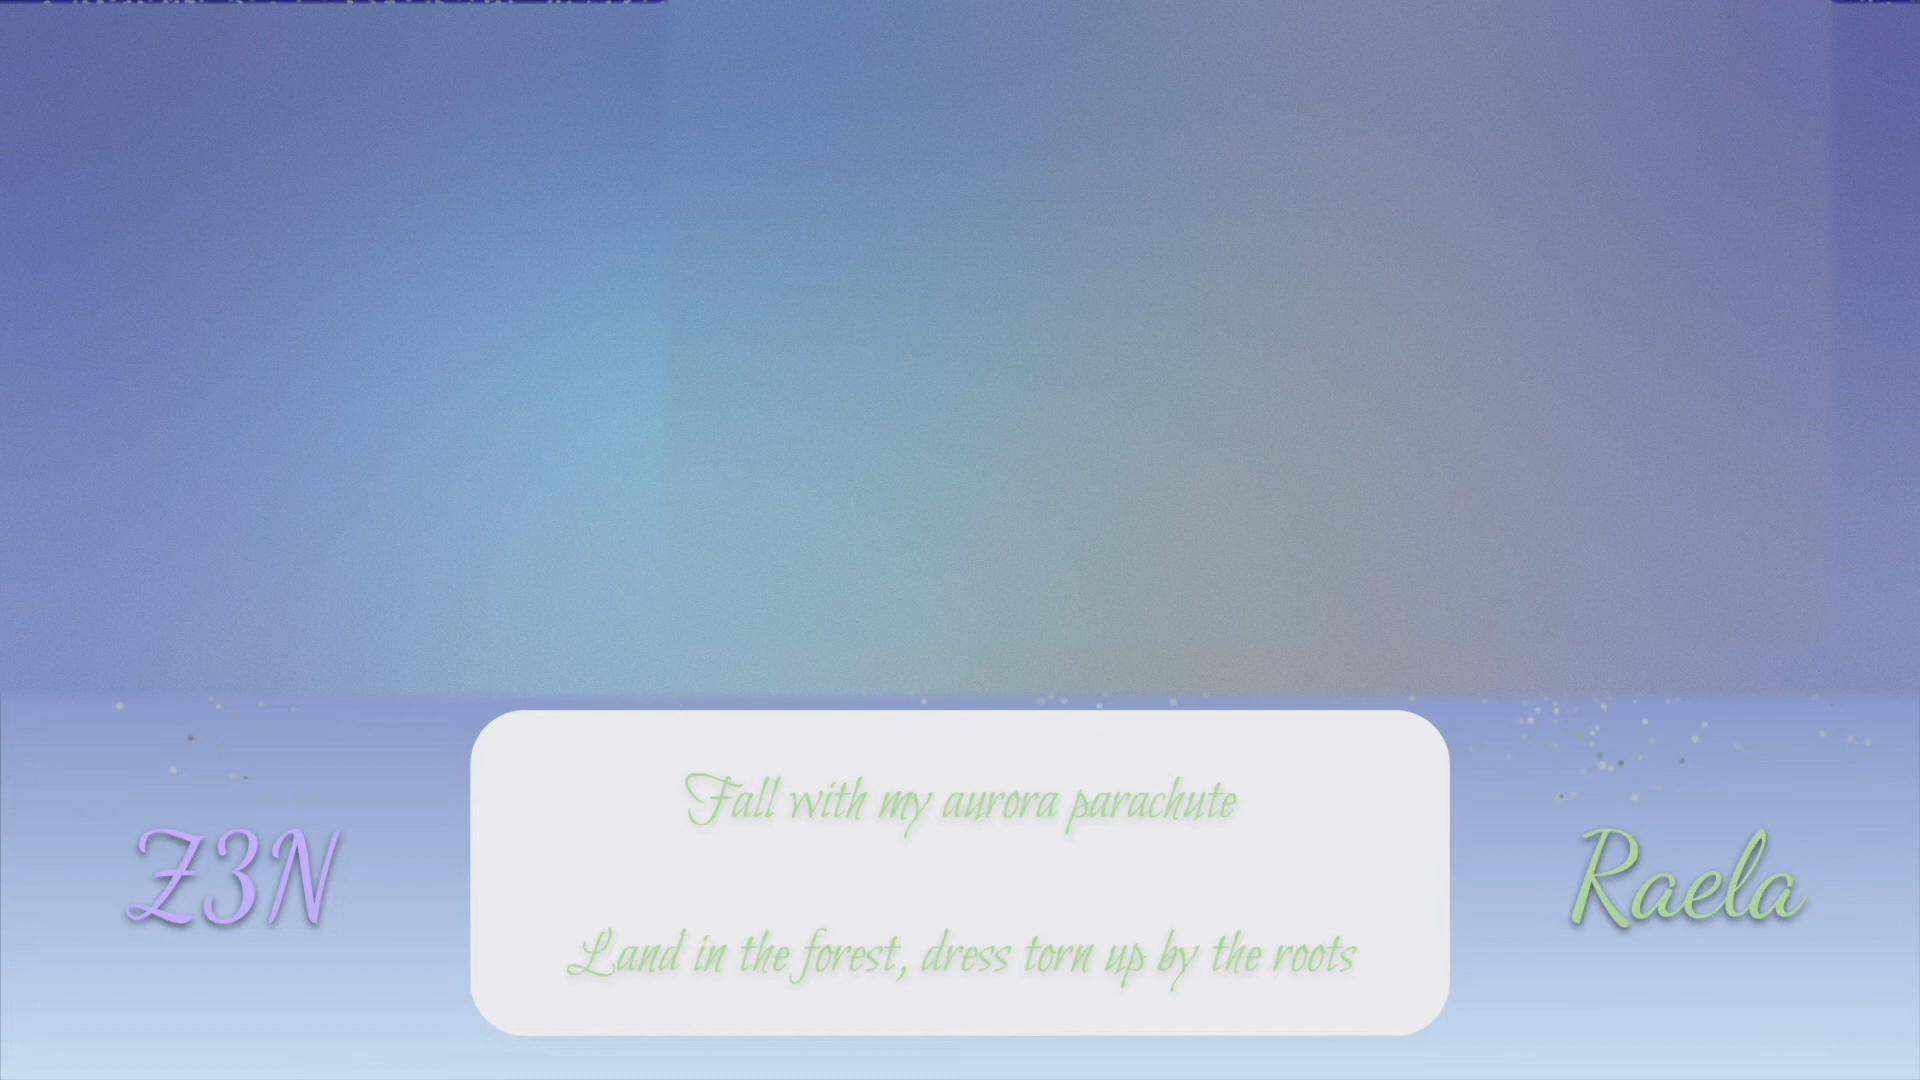 Fall with my aurora parachute
Land in the forest, dress torn up by the roots
Z3N
Raela